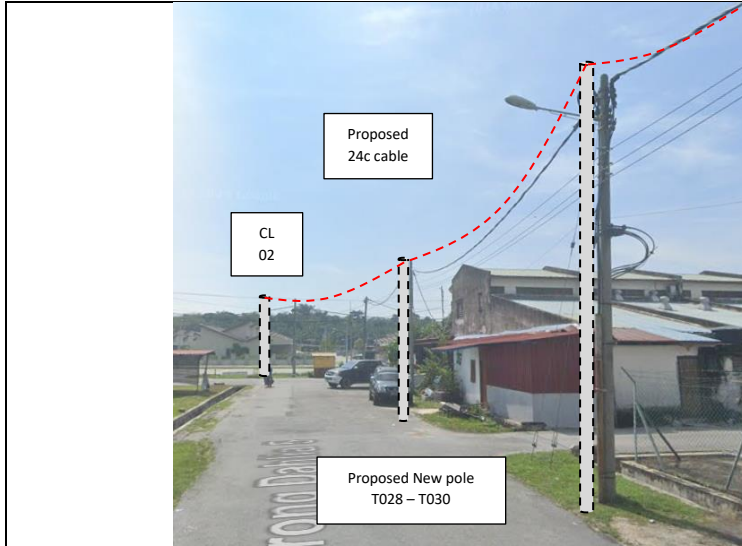 Proposed
24c cable
CL
02
Proposed New pole
T028 – T030